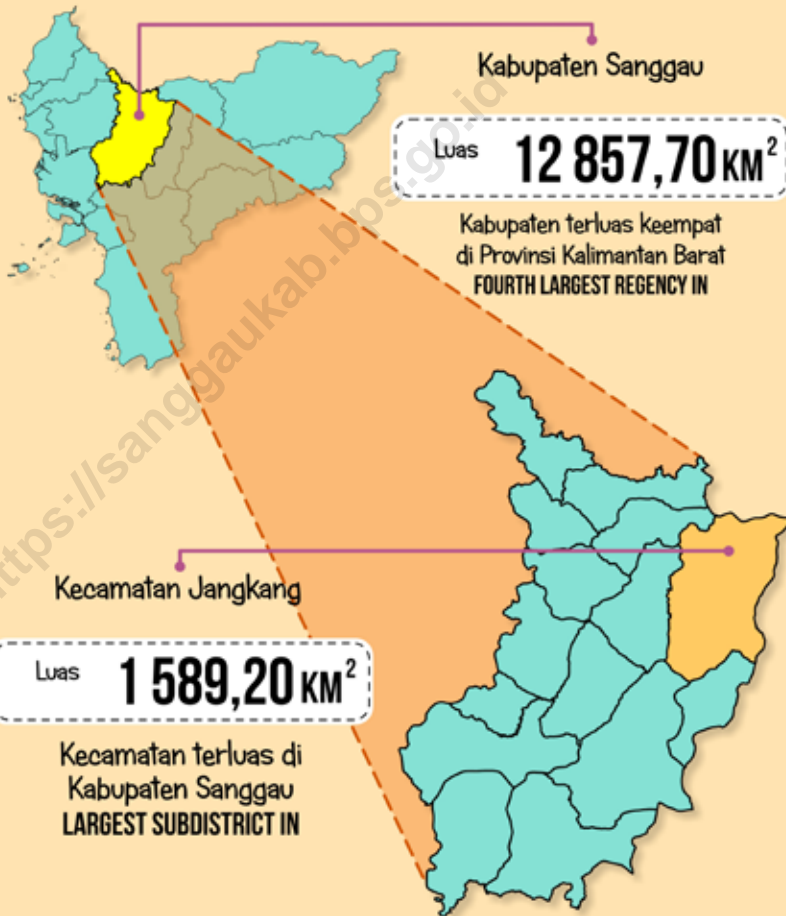 Kabupaten Sanggau
Luas 12 857,70 KM²
Kabupaten terluas keempat
di Provinsi Kalimantan Barat
FOURTH LARGEST REGENCY IN
https://sanggaukab.bps.go.id
Kecamatan Jangkang
Luas 1 589,20 KM²
Kecamatan terluas di
Kabupaten Sanggau
LARGEST SUBDISTRICT IN